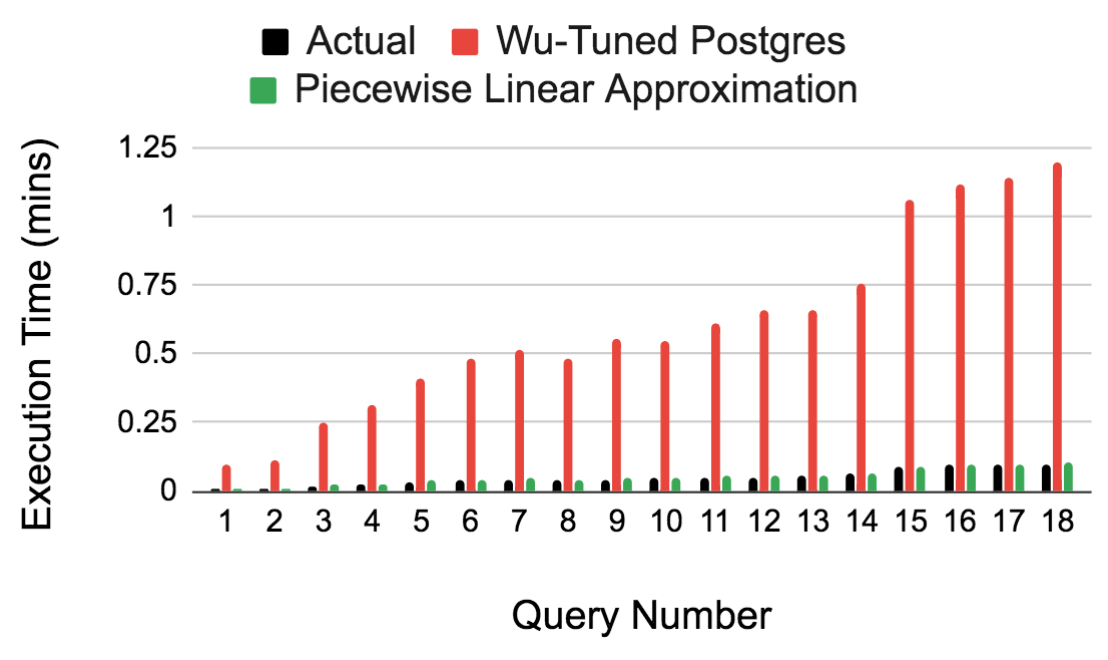 Actual Wu-Tuned Postgres
Piecewise Linear Approximation
Execution Time (mins)
1.25
1
0.75
0.5
0.25
0
1 2 3 4 5 6 7 8 9 10 11 12 13 14 15 16 17 18
Query Number